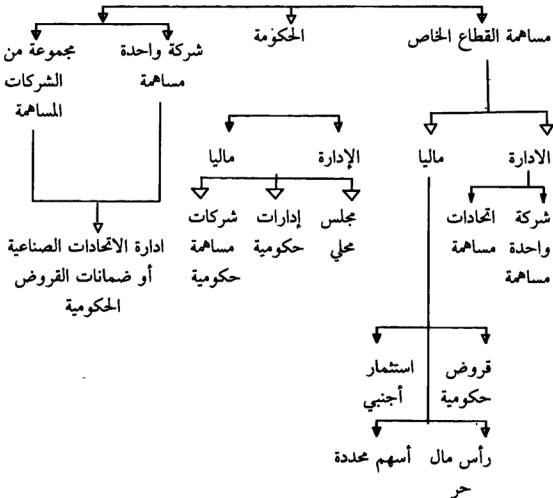 مساهمة القطاع الخاص
الحكومة
شركة واحدة
مساهمة
مجموعة من
الشركات
المساهمة
الادارة
ماليا
الإدارة
ماليا
شركة
واحدة
مساهمة
اتحادات
مساهمة
مجلس
محلي
إدارات
حكومية
شركات
مساهمة
حكومية
ادارة الاتحادات الصناعية
أو ضمانات القروض
الحكومية
قروض
حكومية
استثمار
أجنبي
رأس مال
حر
أسهم محددة